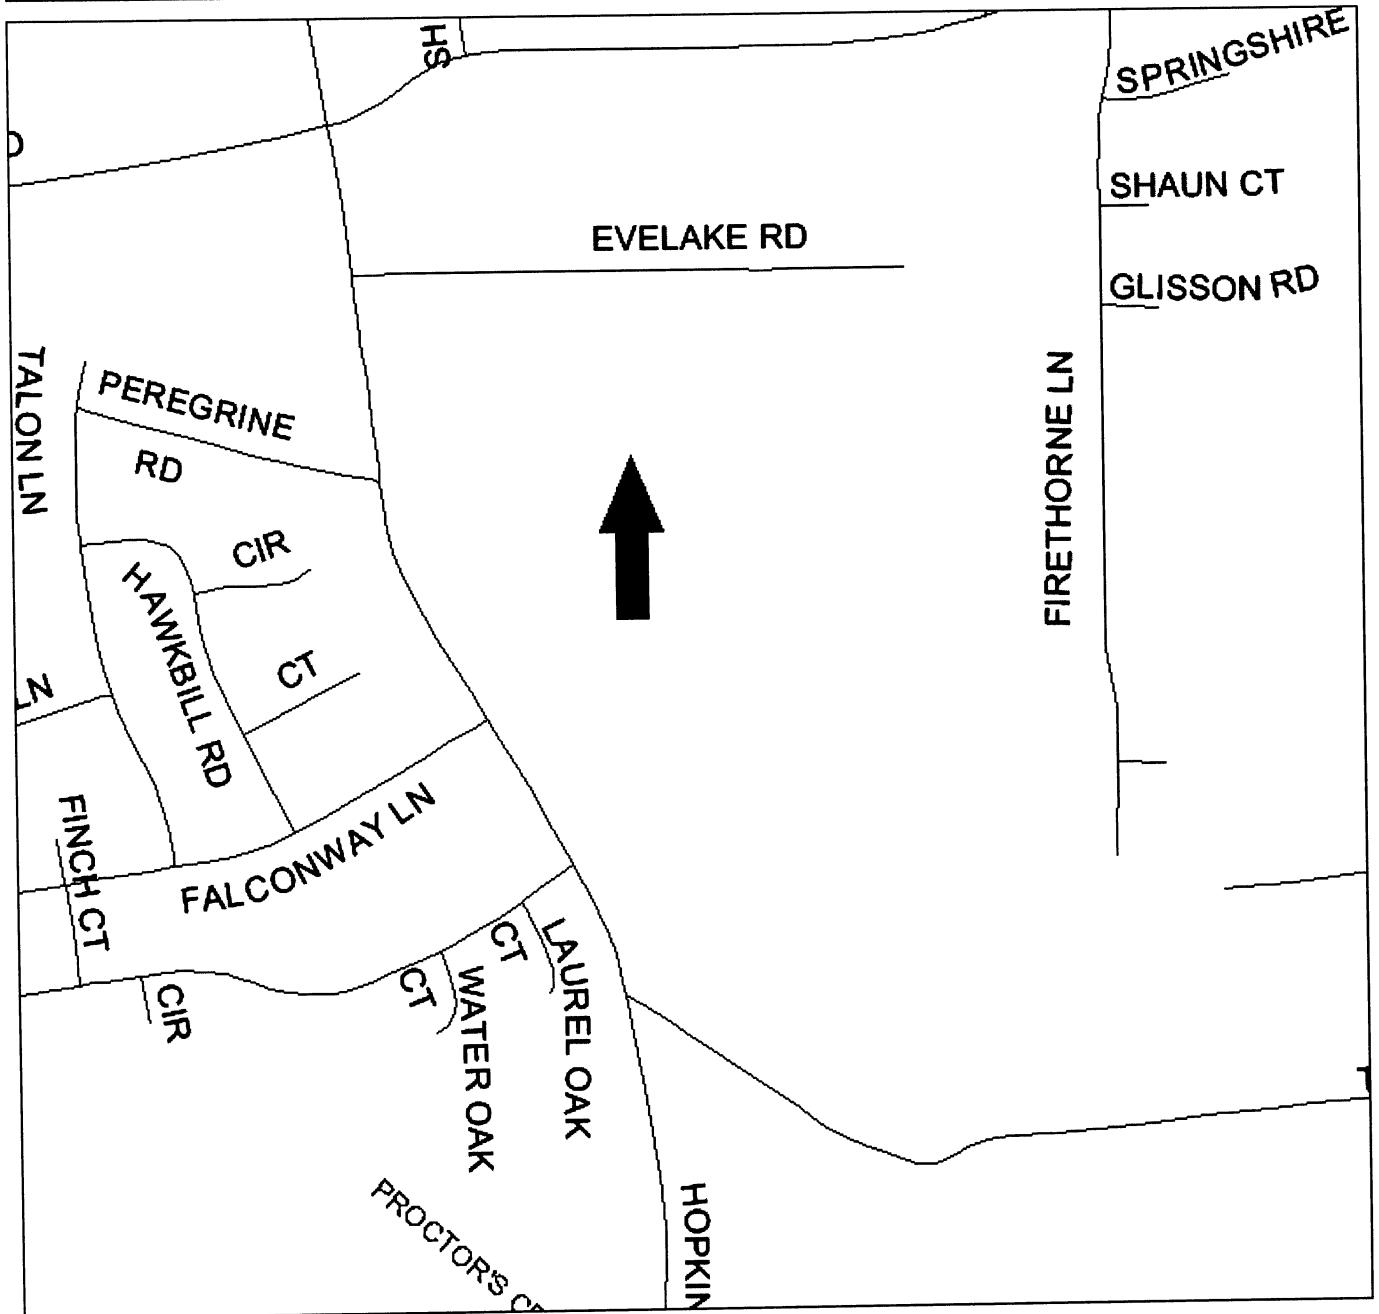 HS
SPRINGSHIRE
SHAUN CT
EVELAKE RD
GLISSON RD
TALON LN
PEREGRINE
RD
FIRETHORNE LN
CIR
HAWKBILL RD
CT
LN
FINCH CT
FALCONWAY LN
CT
LAUREL OAK
CT
WATER OAK
CIR
PROCTOR'S
HOPKIN